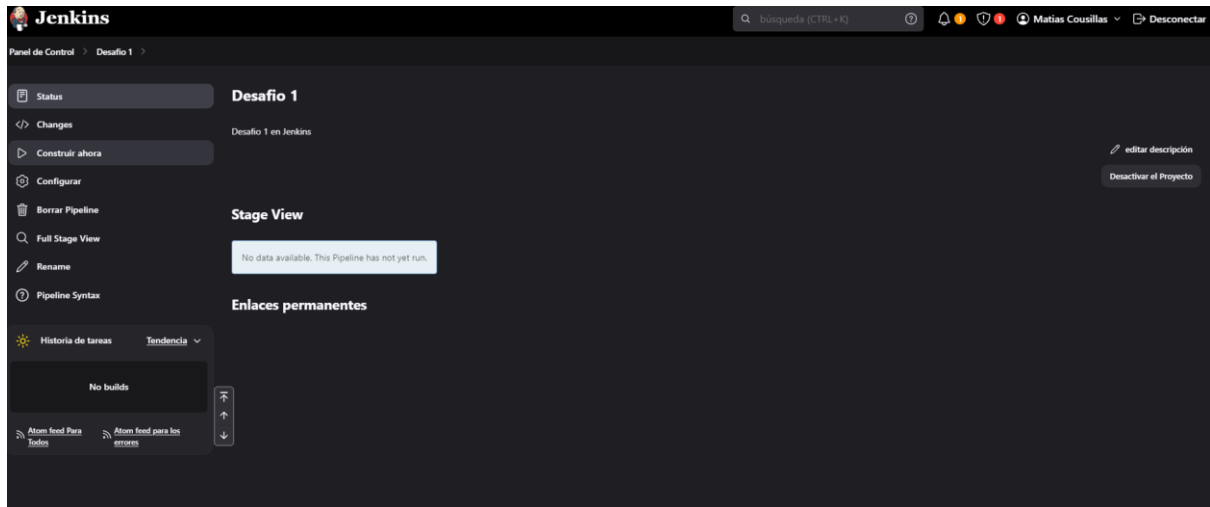 Jenkins
búsqueda (CTRL+K)
1
1
Matias Cousillas
Desconectar
Panel de Control
Desafio 1
Status
Changes
Construir ahora
Configurar
Borrar Pipeline
Full Stage View
Rename
Pipeline Syntax
Historia de tareas
Tendencia
No builds
Atom feed Para
Todos
Atom feed para los
errores
Desafio 1
Desafio 1 en Jenkins
editar descripción
Desactivar el Proyecto
Stage View
No data available. This Pipeline has not yet run.
Enlaces permanentes